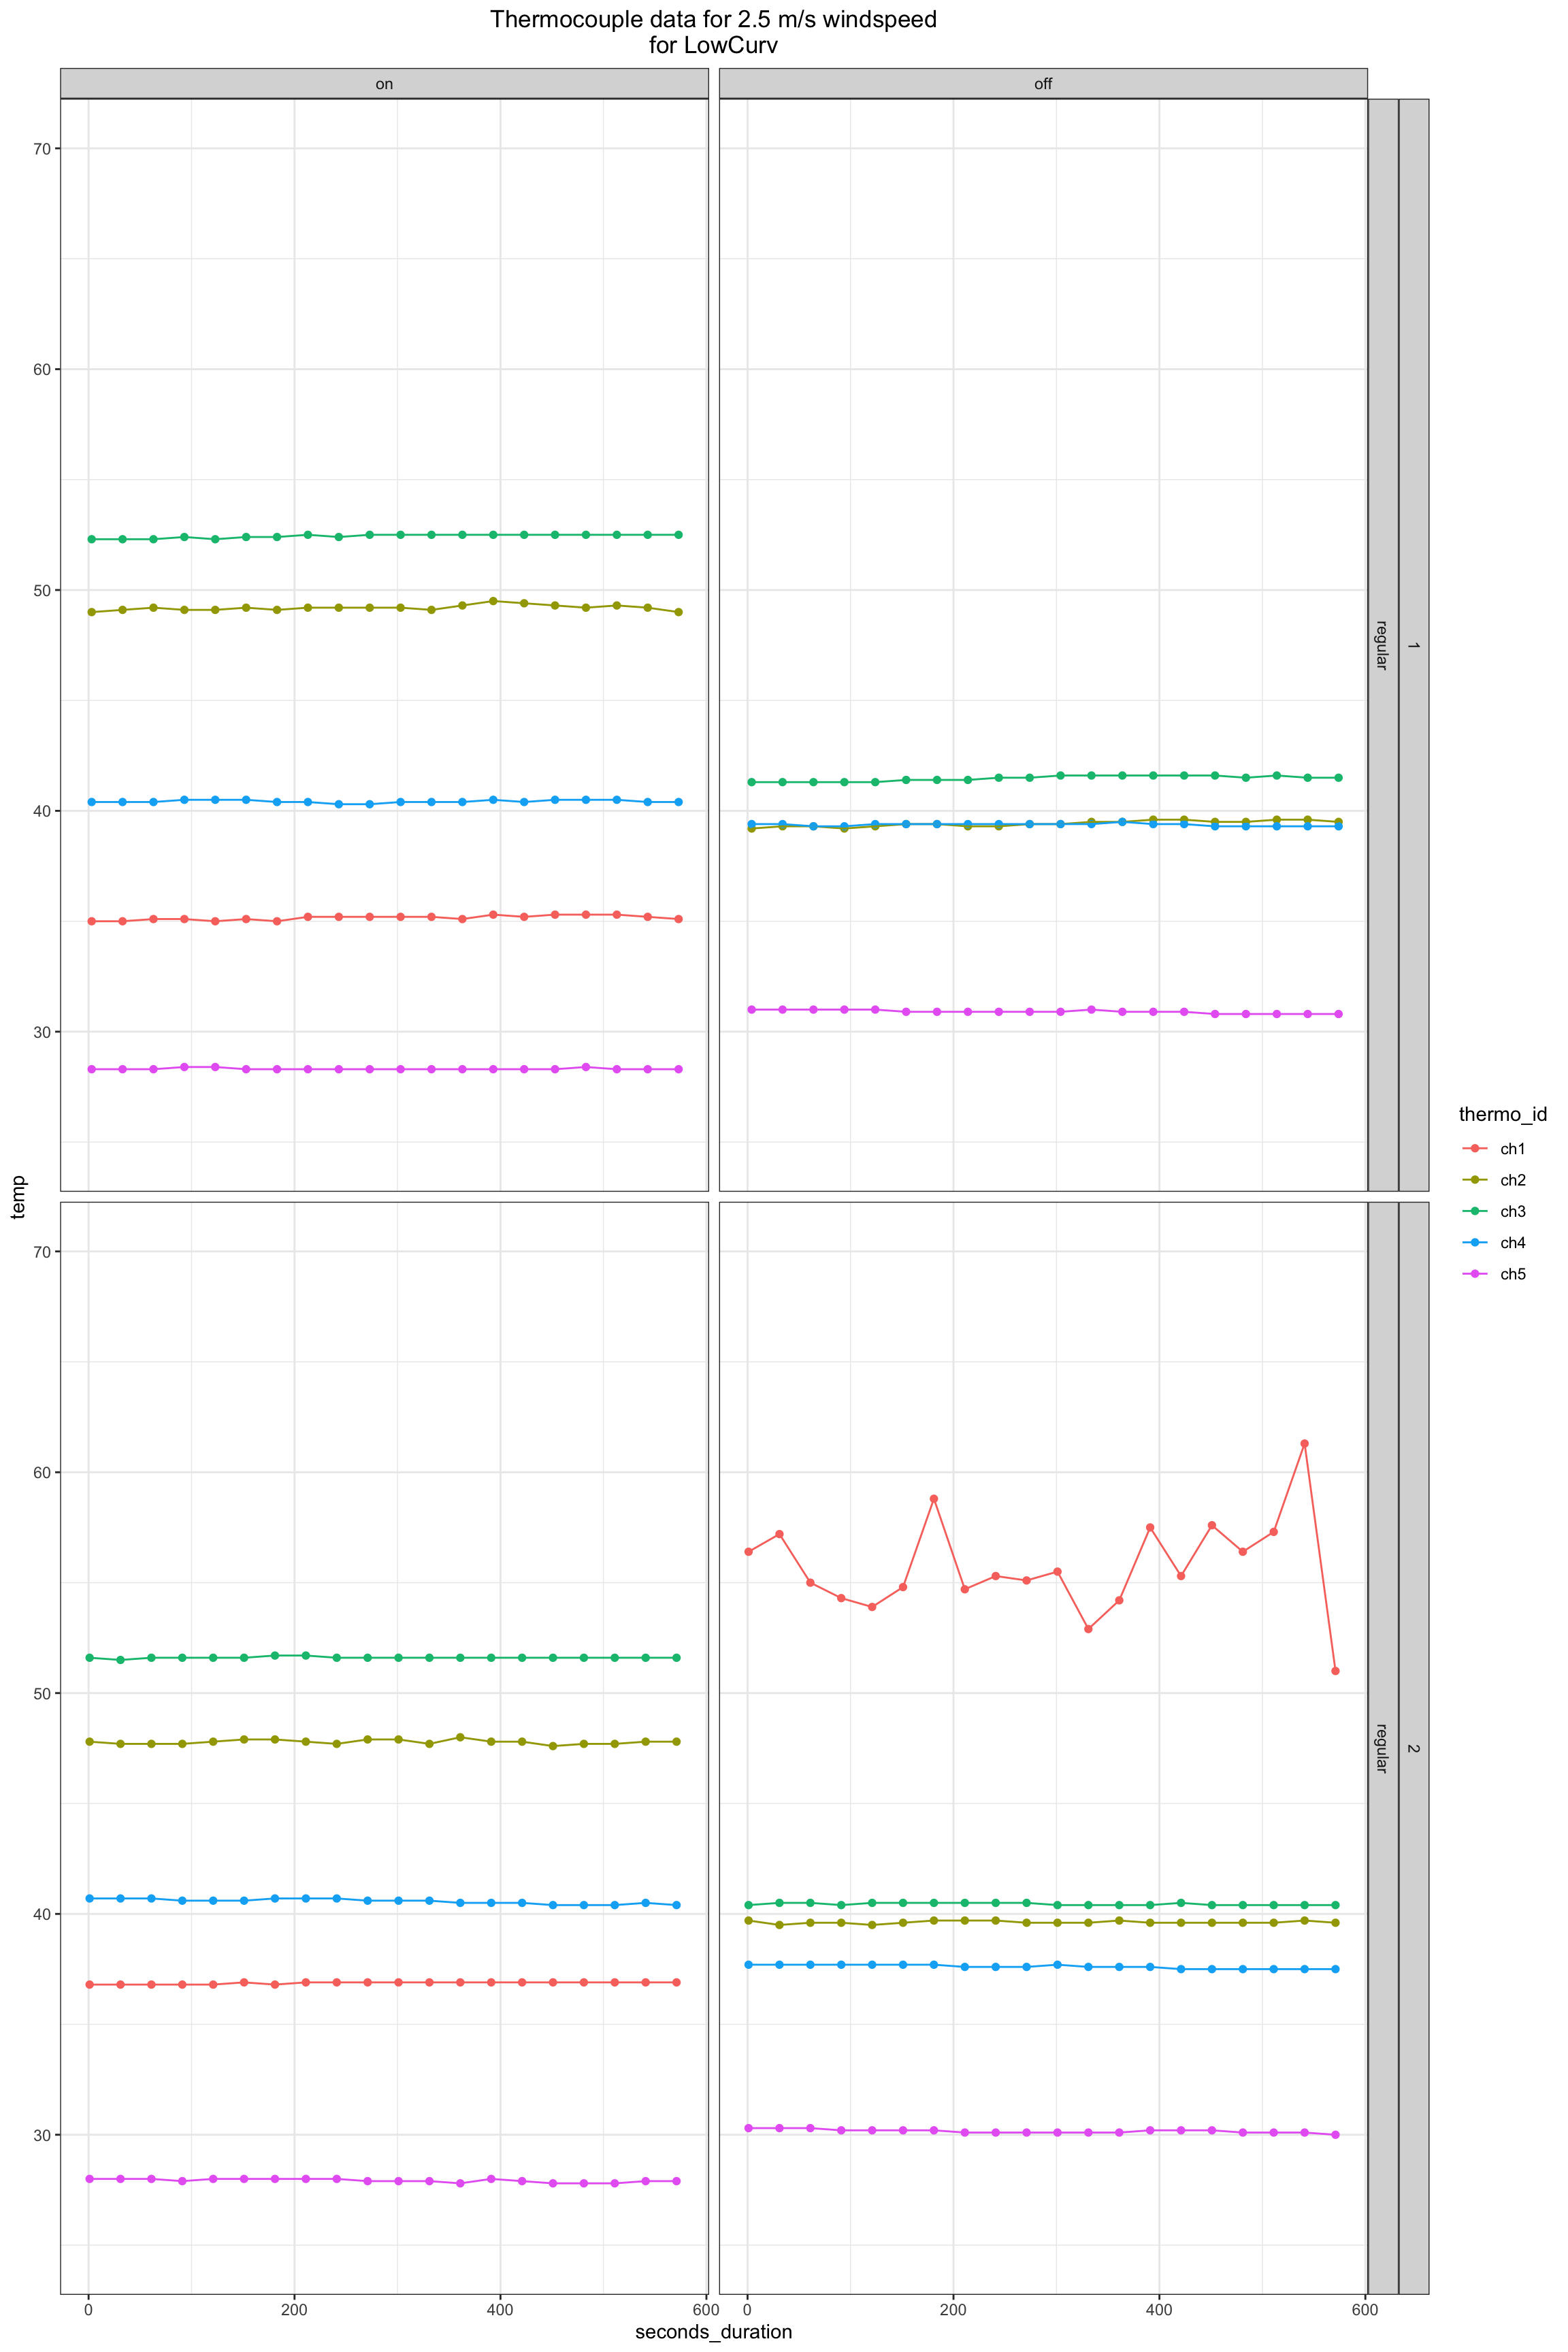 Thermocouple data for 2.5 m/s windspeed
for LowCurv
on
off
70
60
50
40
30
regular
1
temp
70
60
50
40
30
regular
2
0
200
400
600
0
200
400
600
seconds_duration
thermo_id
ch1
ch2
ch3
ch4
ch5